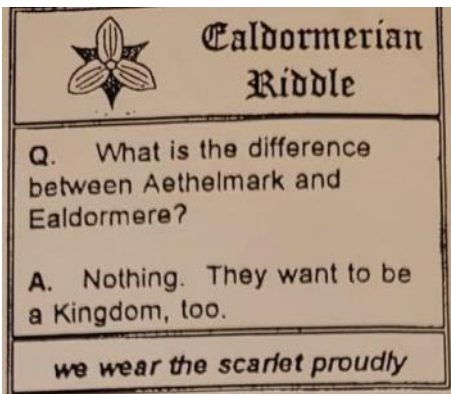 Ealdormerian
Riddle
Q. What is the difference
between Aethelmark and
Ealdormere?
A. Nothing. They want to be
a Kingdom, too.
we wear the scarlet proudly